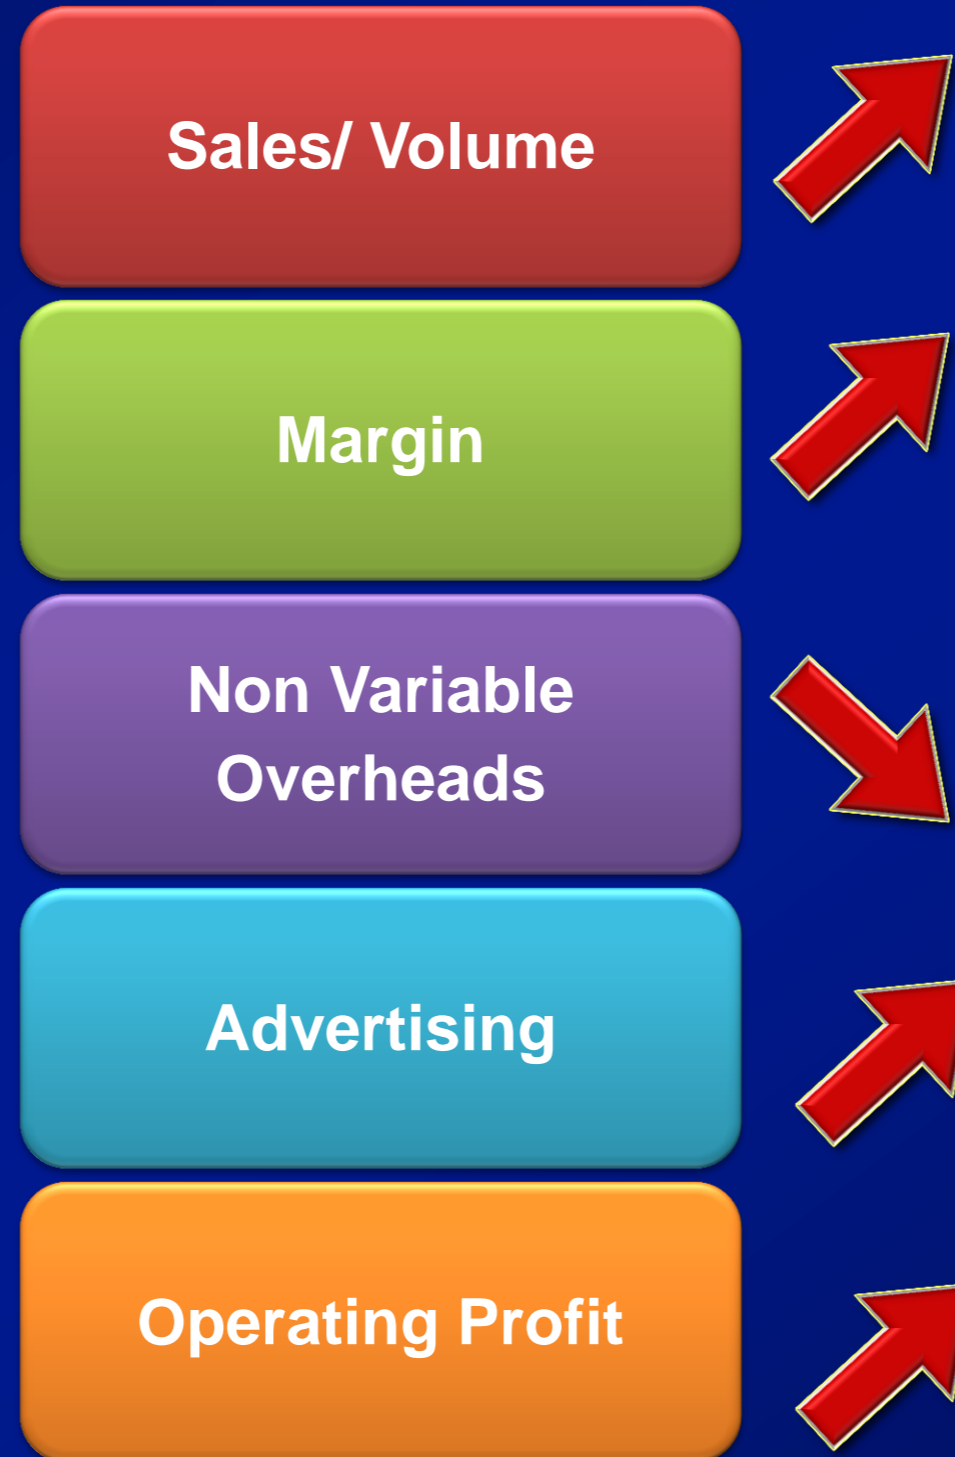 Sales/ Volume
Margin
Non Variable
Overheads
Advertising
Operating Profit